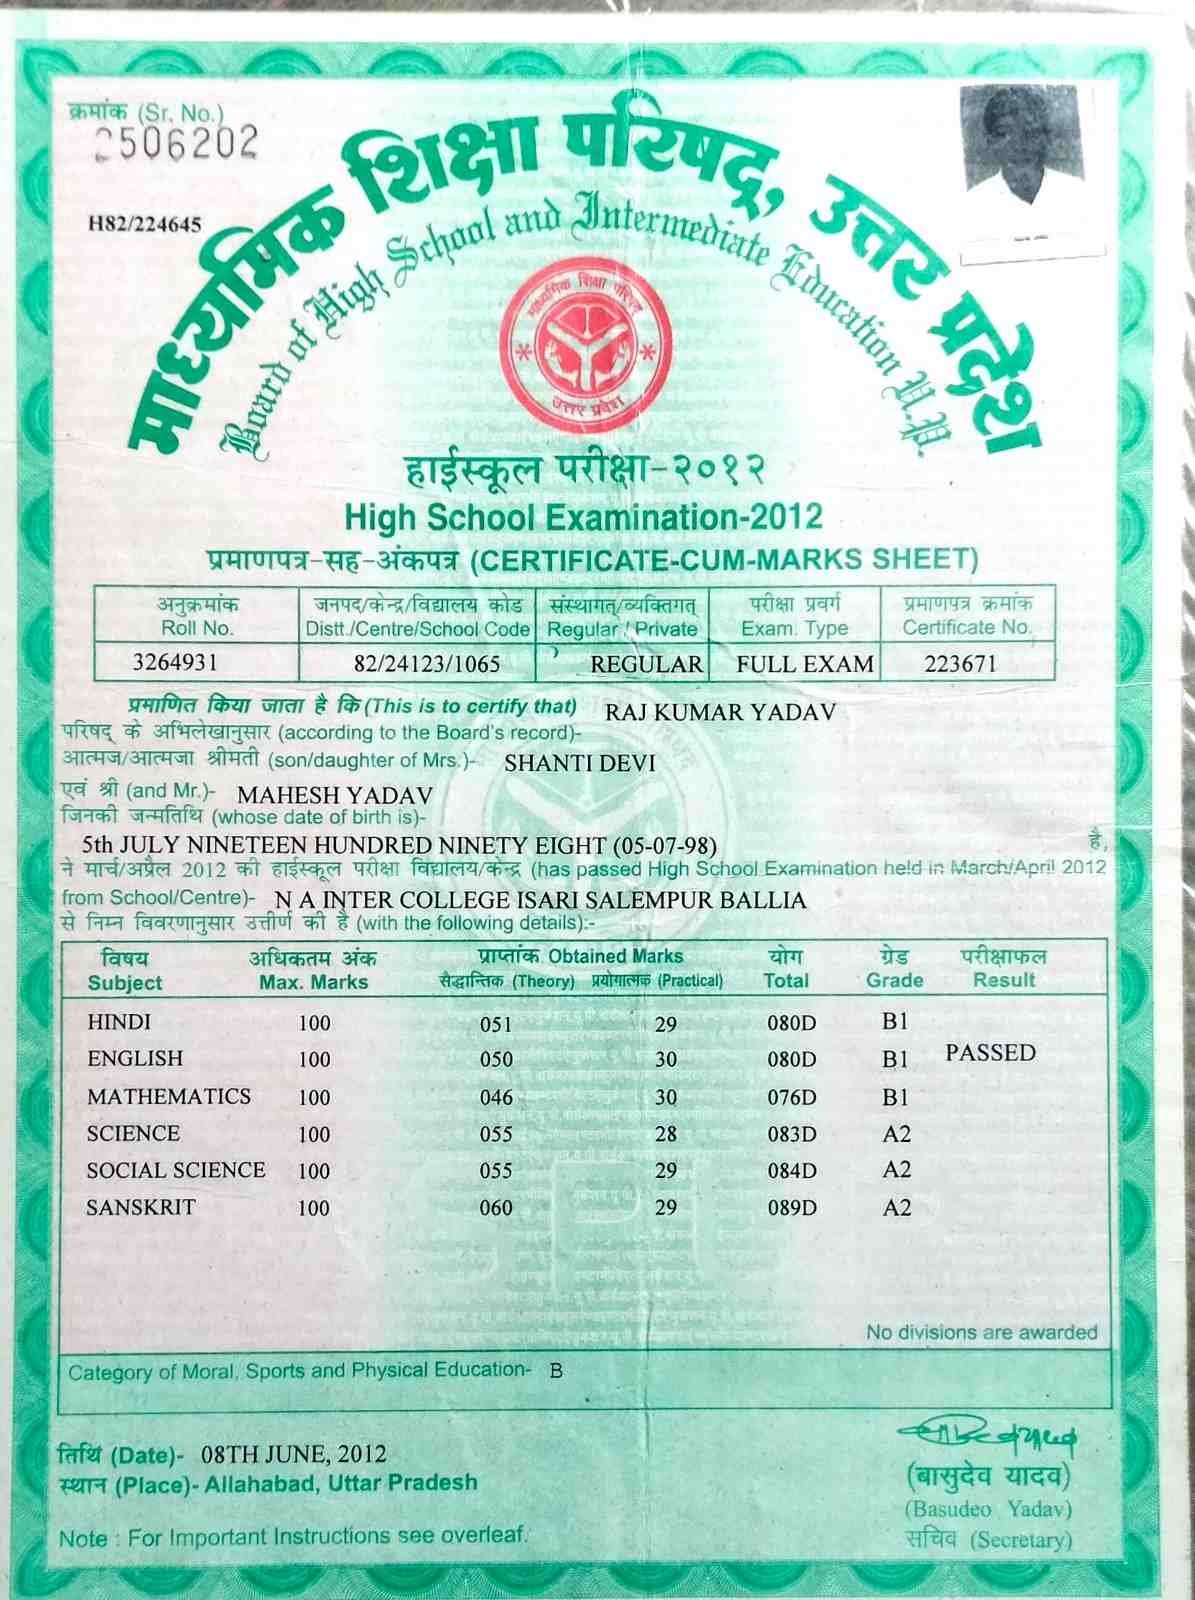 क्रमांक (Sr. No.)
2506202
H82/224645
माध्यमिक शिक्षा परिषद्, उत्तर प्रदेश
Board of High School and Intermediate Education U.P.
माध्यमिक शिक्षा परिषद
उत्तर प्रदेश
हाईस्कूल परीक्षा-२०१२
High School Examination-2012
प्रमाणपत्र-सह-अंकपत्र (CERTIFICATE-CUM-MARKS SHEET)
अनुक्रमांक जनपद/केन्द्र/विद्यालय कोड संस्थागत/व्यक्तिगत परीक्षा प्रवर्ग प्रमाणपत्र क्रमांक
Roll No. Distt./Centre/School Code Regular / Private Exam. Type Certificate No.
3264931 82/24123/1065 REGULAR FULL EXAM 223671
प्रमाणित किया जाता है कि (This is to certify that) RAJ KUMAR YADAV
परिषद् के अभिलेखानुसार (according to the Board's record)-
आत्मज/आत्मजा श्रीमती (son/daughter of Mrs.)- SHANTI DEVI
एवं श्री (and Mr.)- MAHESH YADAV
जिनकी जन्मतिथि (whose date of birth is)-
5th JULY NINETEEN HUNDRED NINETY EIGHT (05-07-98) है,
ने मार्च/अप्रैल 2012 की हाईस्कूल परीक्षा विद्यालय/केन्द्र (has passed High School Examination held in March/April 2012
from School/Centre)- N A INTER COLLEGE ISARI SALEMPUR BALLIA
से निम्न विवरणानुसार उत्तीर्ण की है (with the following details):-
विषय अधिकतम अंक प्राप्तांक Obtained Marks योग ग्रेड परीक्षाफल
Subject Max. Marks सैद्धान्तिक (Theory) प्रयोगात्मक (Practical) Total Grade Result
HINDI 100 051 29 080D B1
ENGLISH 100 050 30 080D B1 PASSED
MATHEMATICS 100 046 30 076D B1
SCIENCE 100 055 28 083D A2
SOCIAL SCIENCE 100 055 29 084D A2
SANSKRIT 100 060 29 089D A2
No divisions are awarded
Category of Moral, Sports and Physical Education- B
तिथि (Date)- 08TH JUNE, 2012
स्थान (Place)- Allahabad, Uttar Pradesh
(बासुदेव यादव)
(Basudeo Yadav)
सचिव (Secretary)
Note : For Important Instructions see overleaf.